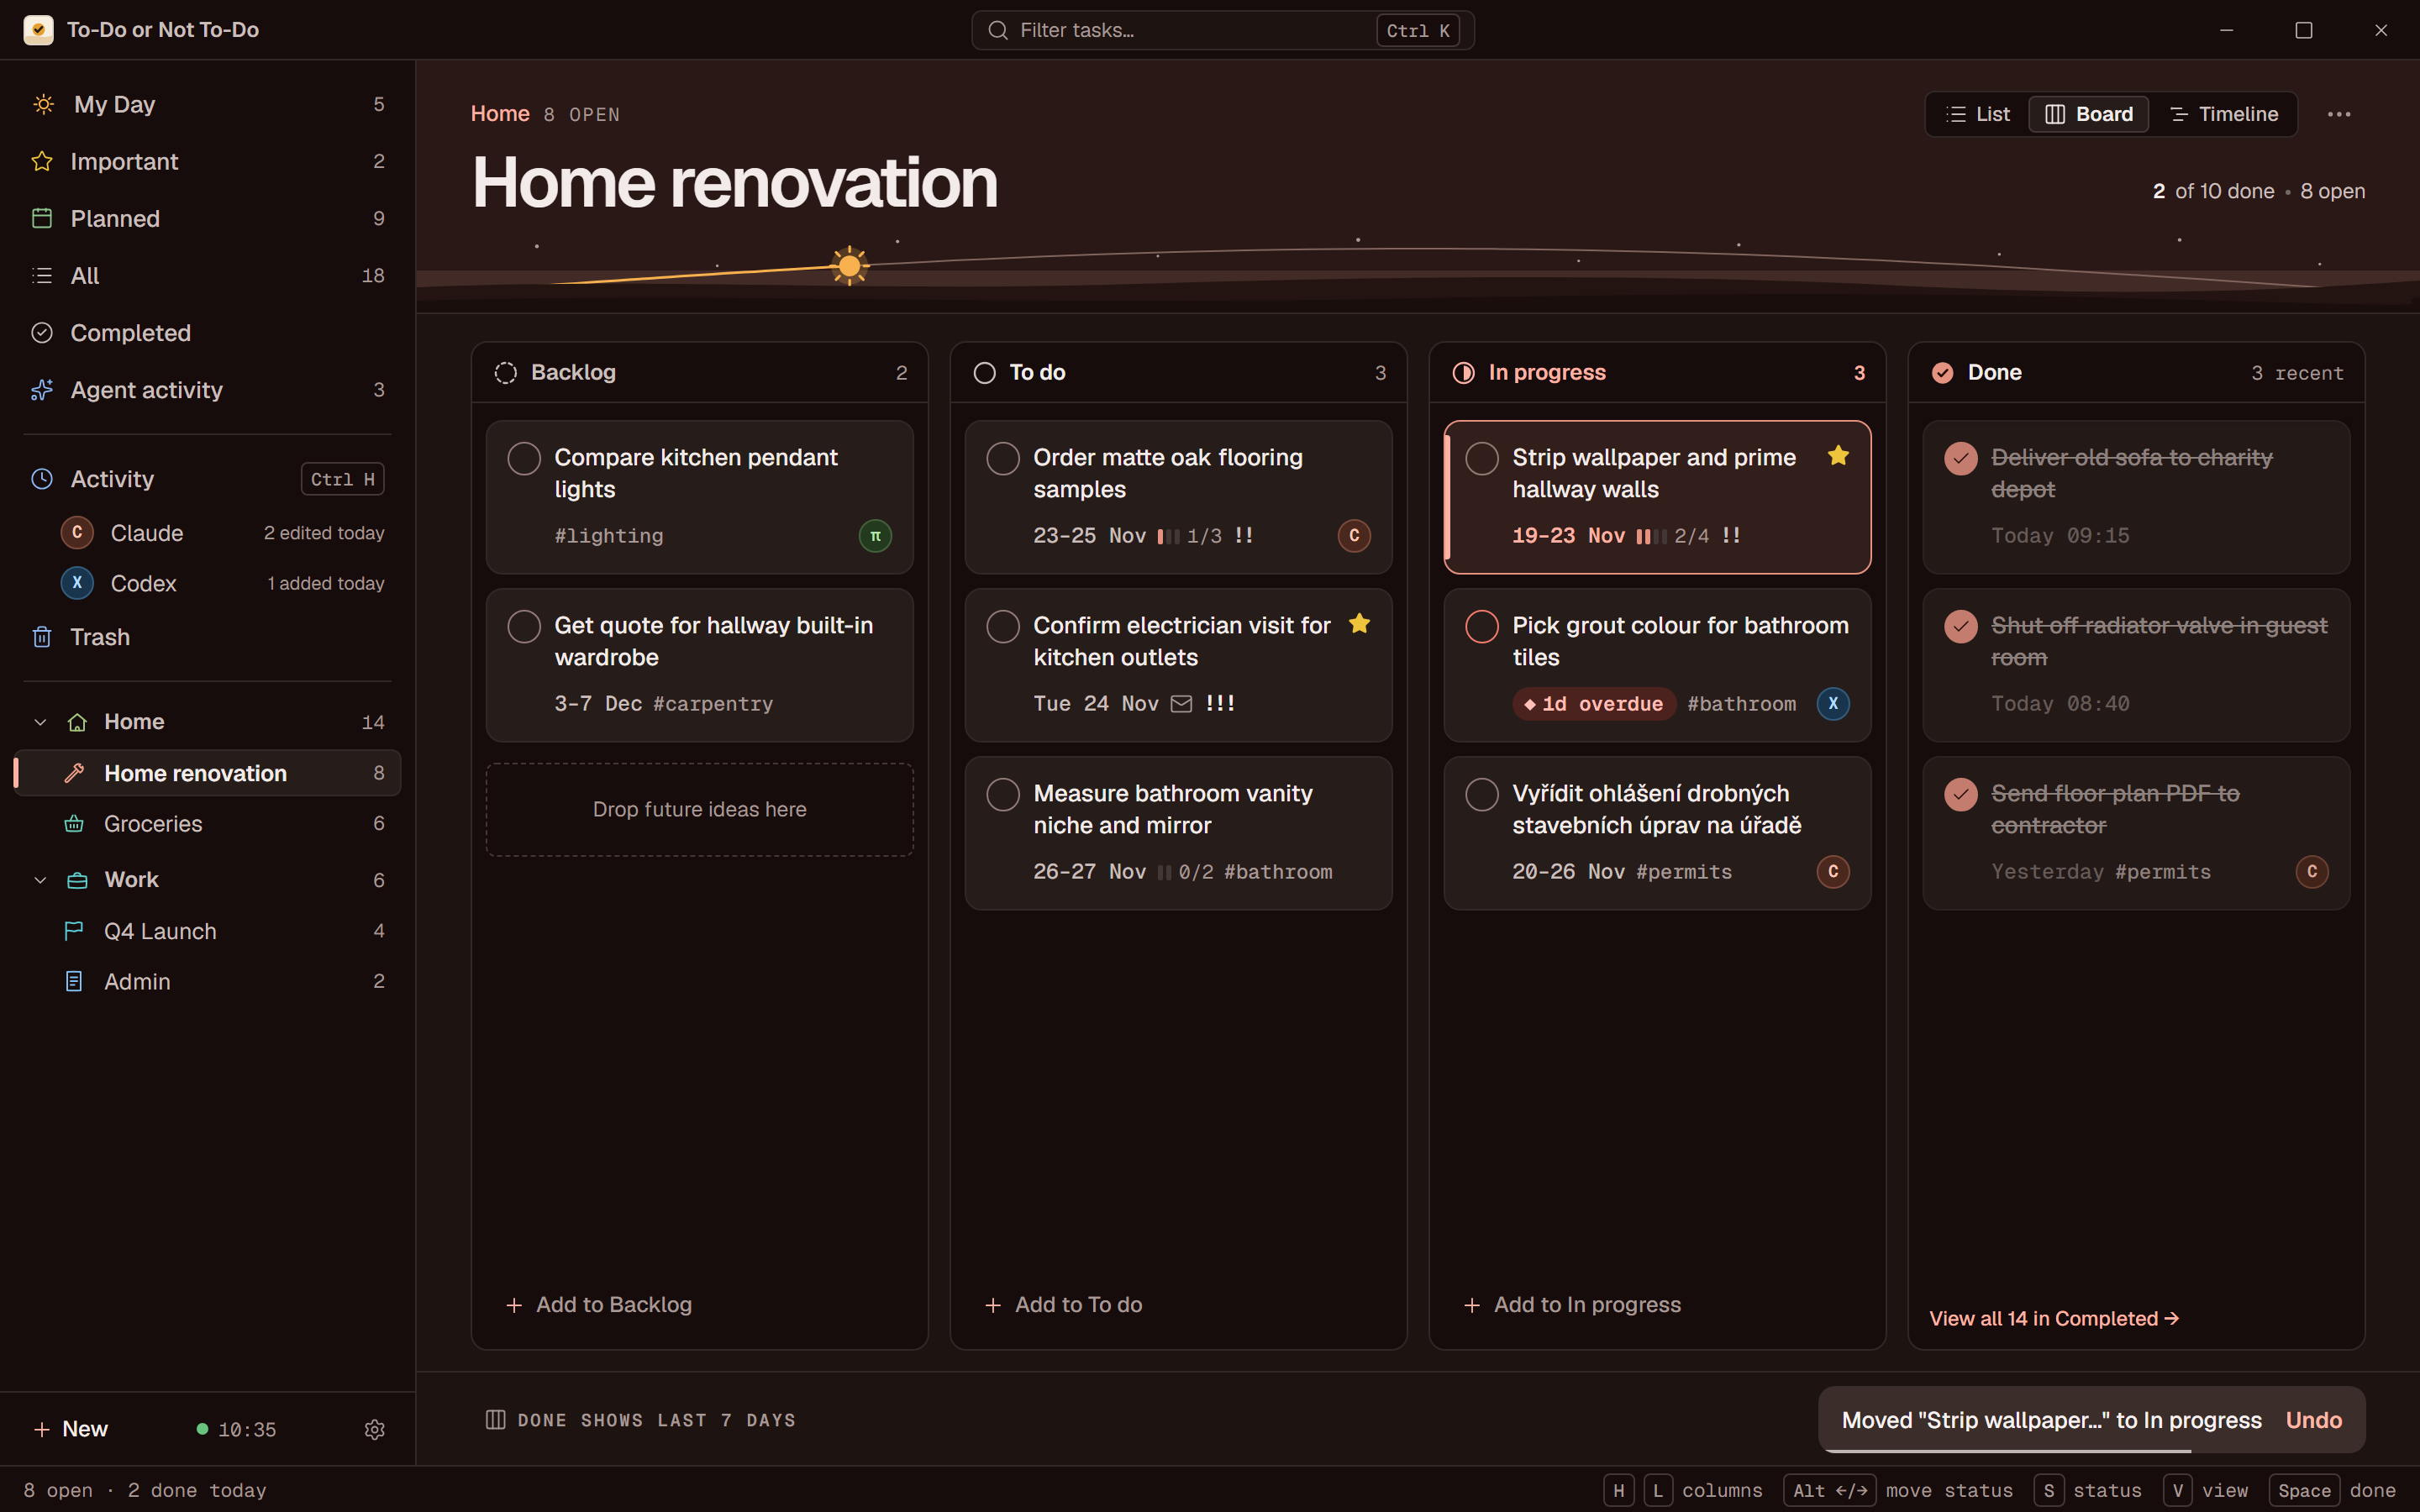 To-Do or Not To-Do
Filter tasks...
Ctrl K
My Day 5
Important 2
Planned 9
All 18
Completed
Agent activity 3
Activity Ctrl H
C Claude 2 edited today
X Codex 1 added today
Trash
Home 14
Home renovation 8
Groceries 6
Work 6
Q4 Launch 4
Admin 2
+ New
10:35
Home 8 OPEN
List Board Timeline
Home renovation
2 of 10 done • 8 open
Backlog 2
Compare kitchen pendant
lights
#lighting π
Get quote for hallway built-in
wardrobe
3–7 Dec #carpentry
Drop future ideas here
+ Add to Backlog
To do 3
Order matte oak flooring
samples
23–25 Nov 1/3 !! C
Confirm electrician visit for
kitchen outlets
Tue 24 Nov !!!
Measure bathroom vanity
niche and mirror
26–27 Nov 0/2 #bathroom
+ Add to To do
In progress 3
Strip wallpaper and prime
hallway walls
19–23 Nov 2/4 !!
Pick grout colour for bathroom
tiles
1d overdue #bathroom X
Vyřídit ohlášení drobných
stavebních úprav na úřadě
20–26 Nov #permits C
+ Add to In progress
Done 3 recent
Deliver old sofa to charity
depot
Today 09:15
Shut off radiator valve in guest
room
Today 08:40
Send floor plan PDF to
contractor
Yesterday #permits C
View all 14 in Completed →
DONE SHOWS LAST 7 DAYS
Moved "Strip wallpaper…" to In progress Undo
8 open · 2 done today
H L columns Alt ←/→ move status S status V view Space done